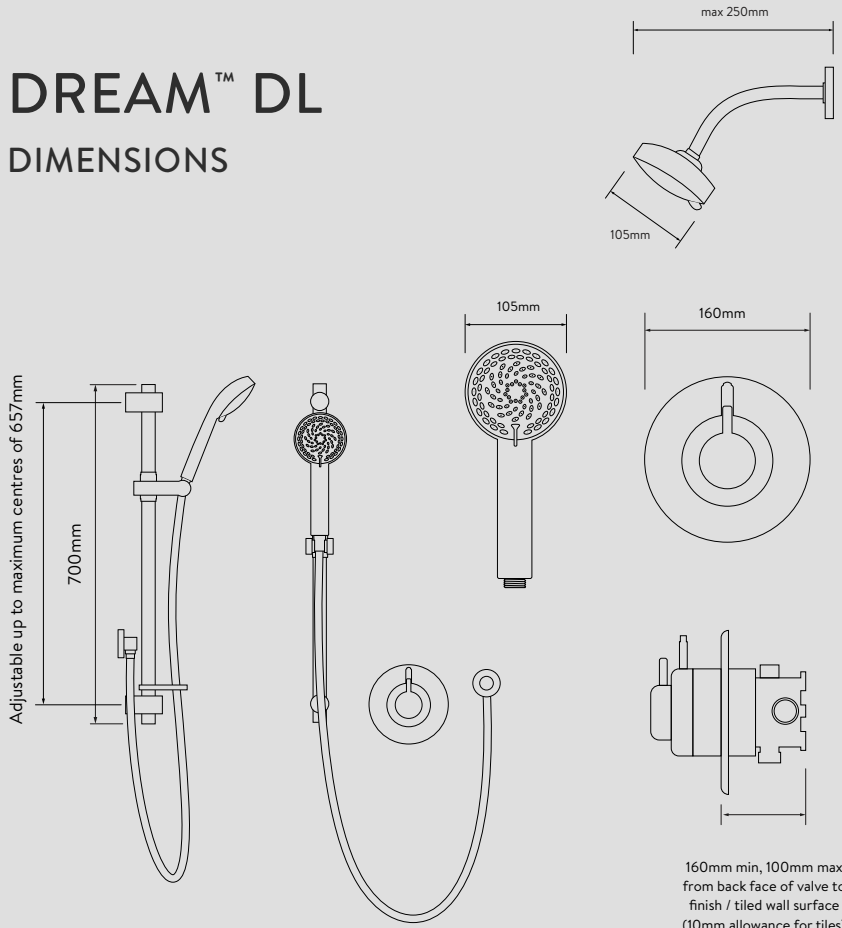 DREAM™ DL
DIMENSIONS
max 250mm
105mm
105mm
160mm
Adjustable up to maximum centres of 657mm
700mm
160mm min, 100mm max
from back face of valve to
finish / tiled wall surface
(10mm allowance for tiles)